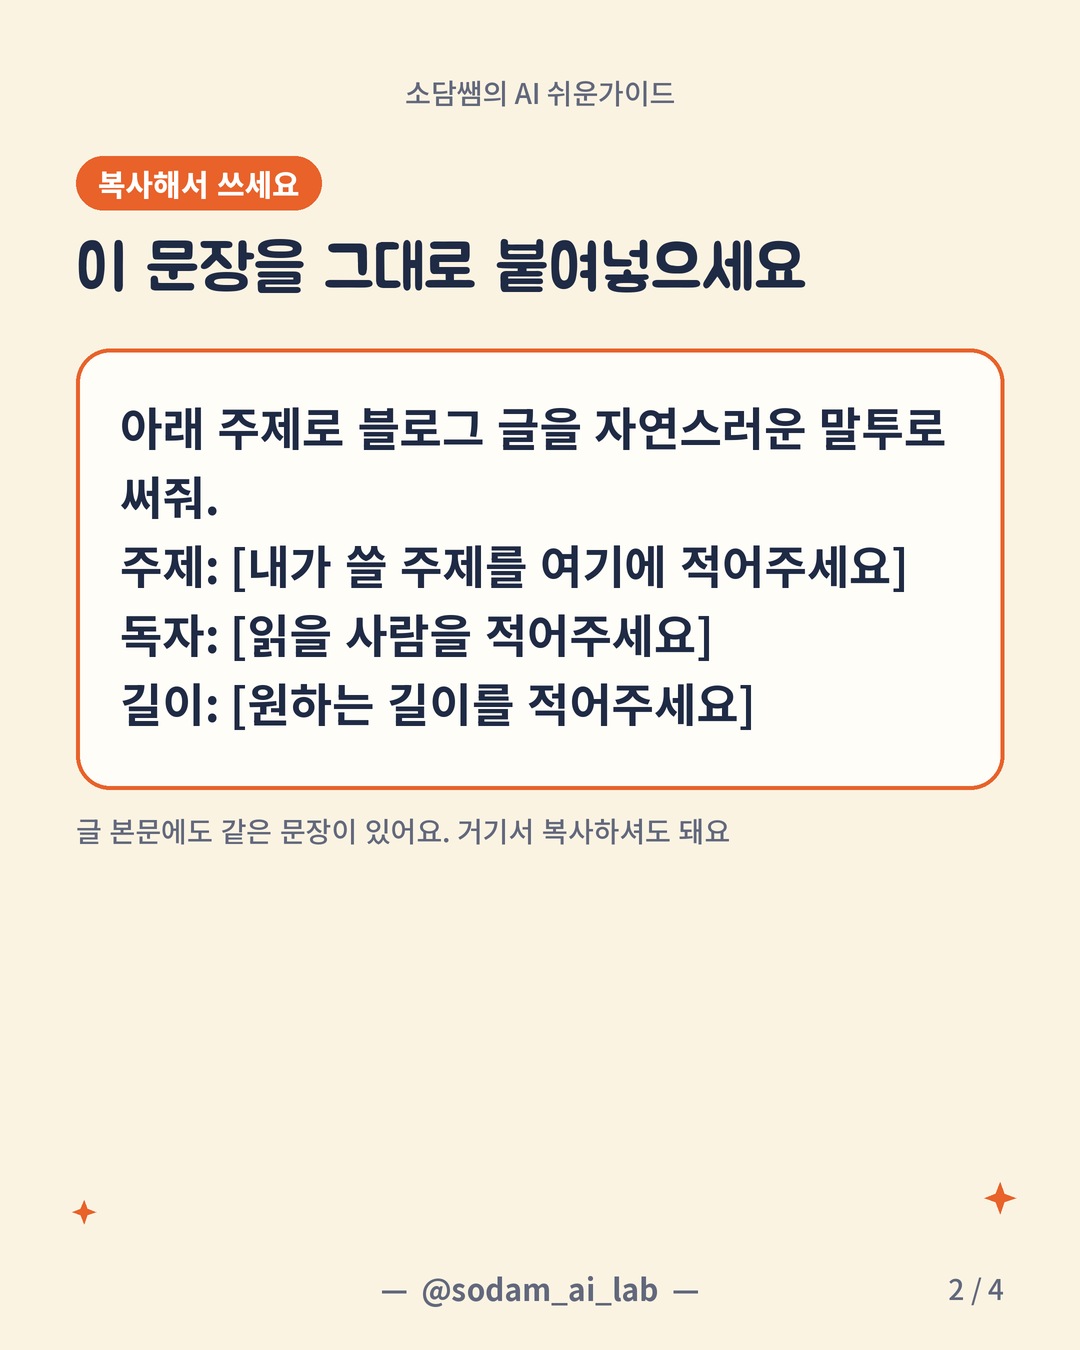 소담쌤의 AI 쉬운가이드
복사해서 쓰세요
이 문장을 그대로 붙여넣으세요
아래 주제로 블로그 글을 자연스러운 말투로
써줘.
주제: [내가 쓸 주제를 여기에 적어주세요]
독자: [읽을 사람을 적어주세요]
길이: [원하는 길이를 적어주세요]
글 본문에도 같은 문장이 있어요. 거기서 복사하셔도 돼요
— @sodam_ai_lab —
2 / 4